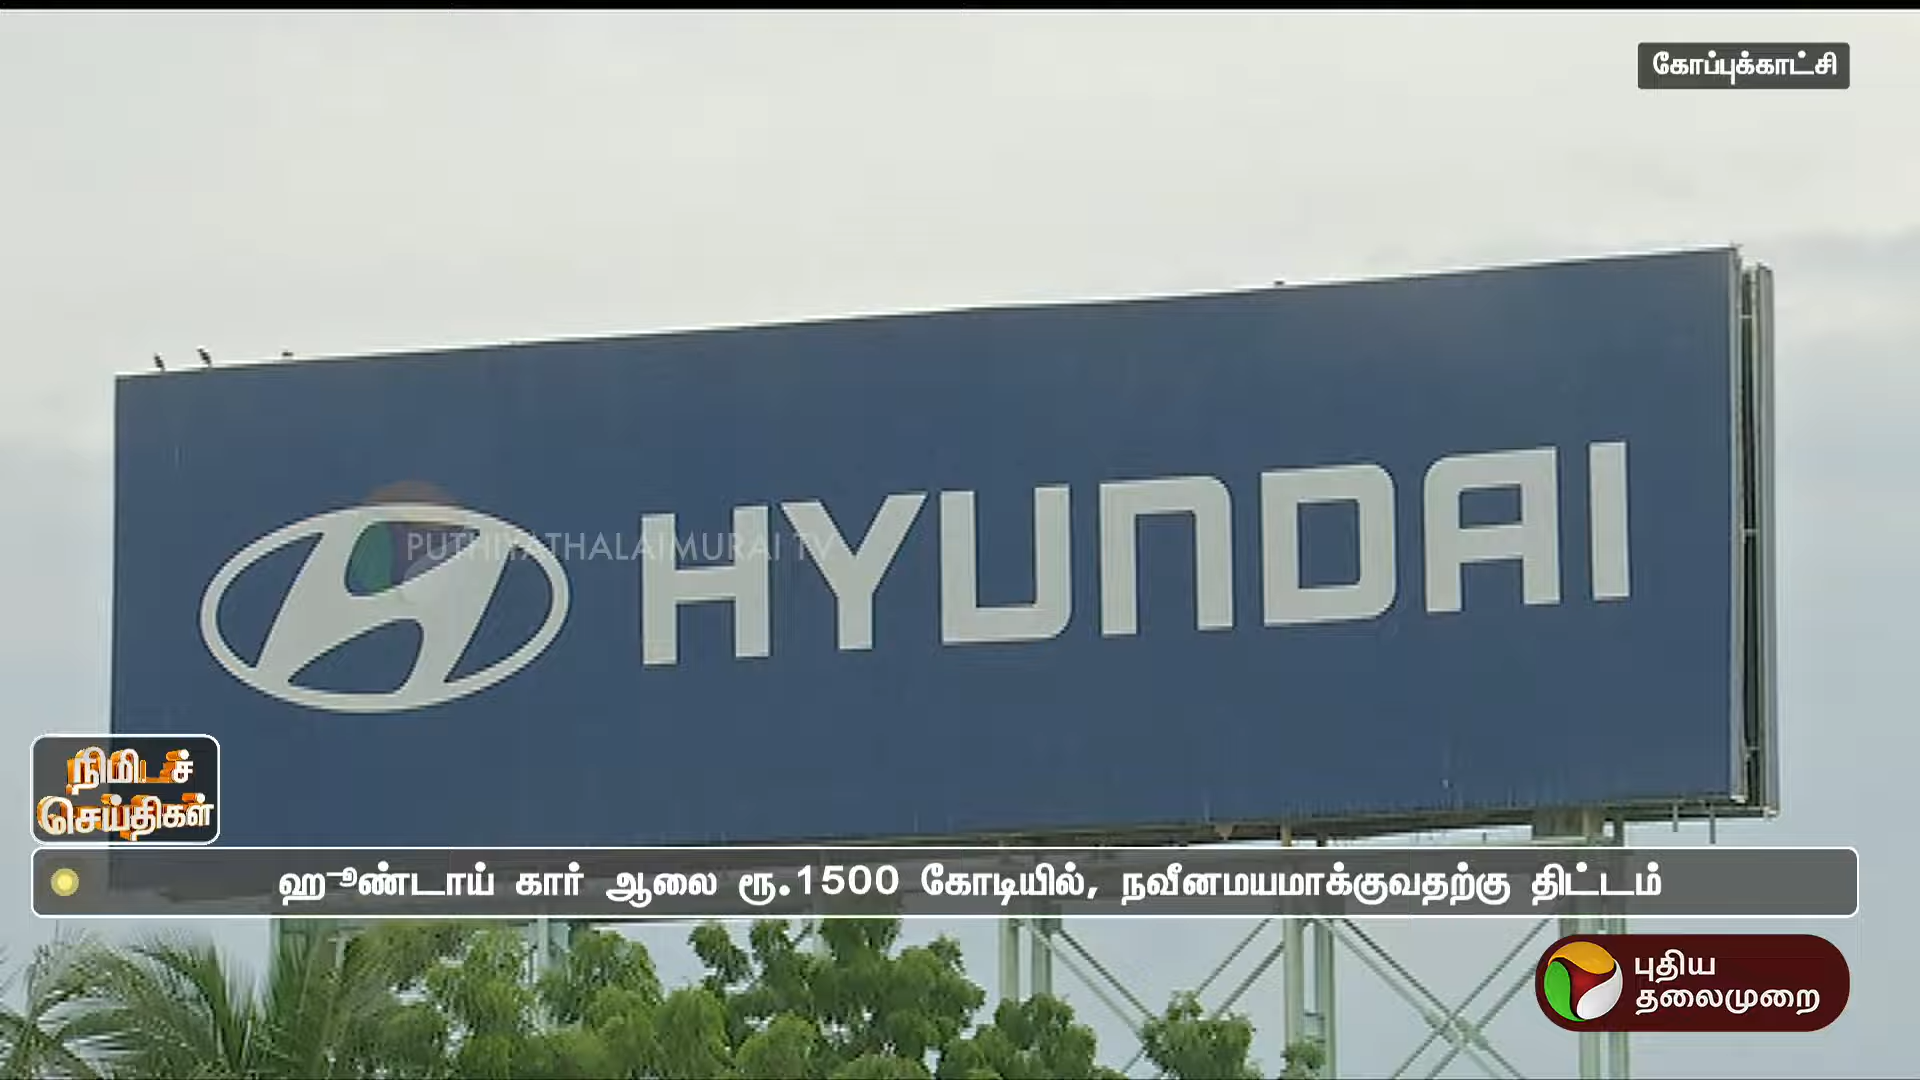 கோப்புக்காட்சி
HYUNDAI
PUTHIYATHALAIMURAI TV
நிமிடச்
செய்திகள்
ஹூண்டாய் கார் ஆலை ரூ.1500 கோடியில், நவீனமயமாக்குவதற்கு திட்டம்
புதிய
தலைமுறை